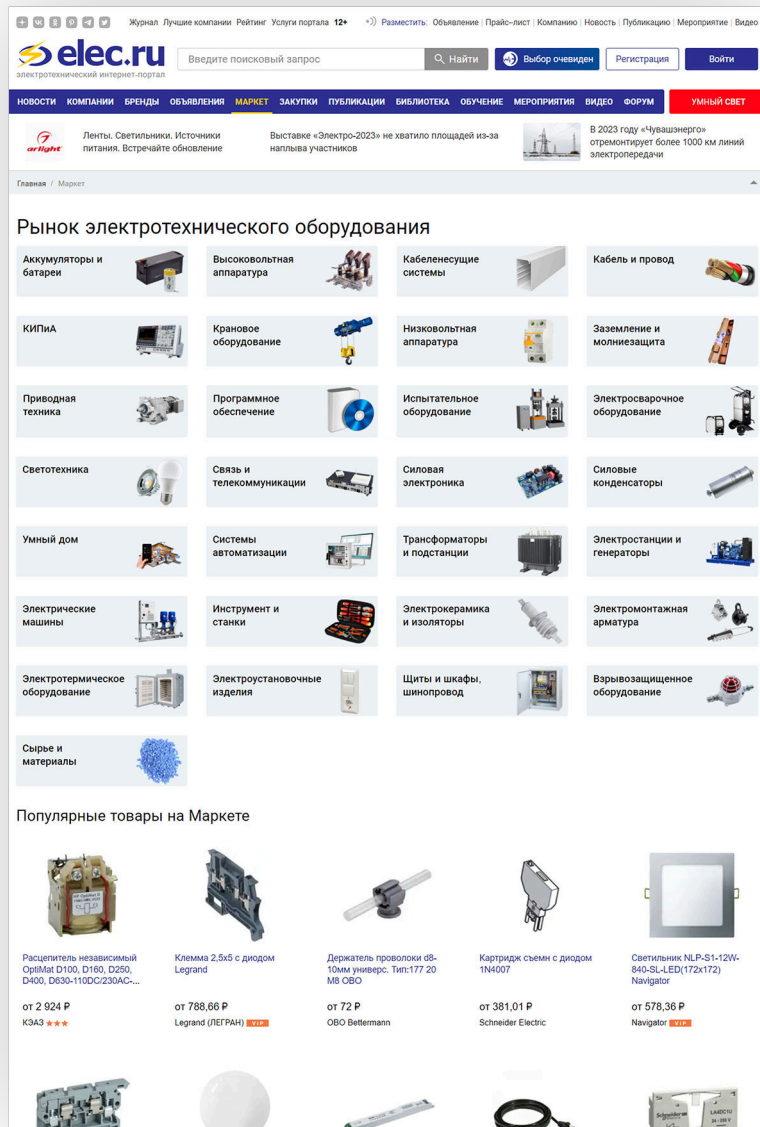 Журнал Лучшие компании Рейтинг Услуги портала 12+ Разместить: Объявление | Прайс-лист | Компанию | Новость | Публикацию | Мероприятие | Видео
elec.ru
электротехнический интернет-портал
Введите поисковый запрос
Найти
Выбор очевиден
Регистрация
Войти
НОВОСТИ КОМПАНИИ БРЕНДЫ ОБЪЯВЛЕНИЯ МАРКЕТ ЗАКУПКИ ПУБЛИКАЦИИ БИБЛИОТЕКА ОБУЧЕНИЕ МЕРОПРИЯТИЯ ВИДЕО ФОРУМ УМНЫЙ СВЕТ
arlight
Ленты. Светильники. Источники
питания. Встречайте обновление
Выставке «Электро-2023» не хватило площадей из-за
наплыва участников
В 2023 году «Чувашэнерго»
отремонтирует более 1000 км линий
электропередачи
Главная / Маркет
Рынок электротехнического оборудования
Аккумуляторы и
батареи
Высоковольтная
аппаратура
Кабеленесущие
системы
Кабель и провод
КИПиА
Крановое
оборудование
Низковольтная
аппаратура
Заземление и
молниезащита
Приводная
техника
Программное
обеспечение
Испытательное
оборудование
Электросварочное
оборудование
Светотехника
Связь и
телекоммуникации
Силовая
электроника
Силовые
конденсаторы
Умный дом
Системы
автоматизации
Трансформаторы
и подстанции
Электростанции и
генераторы
Электрические
машины
Инструмент и
станки
Электрокерамика
и изоляторы
Электромонтажная
арматура
Электротермическое
оборудование
Электроустановочные
изделия
Щиты и шкафы,
шинопровод
Взрывозащищенное
оборудование
Сырье и
материалы
Популярные товары на Маркете
Расцепитель независимый
OptiMat D100, D160, D250,
D400, D630-110DC/230AC-...
от 2 924 ₽
КЭАЗ
Клемма 2,5x5 с диодом
Legrand
от 788,66 ₽
Legrand (ЛЕГРАН) VIP
Держатель проволоки d8-
10мм универс. Тип:177 20
M8 OBO
от 72 ₽
OBO Bettermann
Картридж съемн с диодом
1N4007
от 381,01 ₽
Schneider Electric
Светильник NLP-S1-12W-
840-SL-LED(172x172)
Navigator
от 578,36 ₽
Navigator VIP
Schneider
LA4DC1U
24 - 250 V